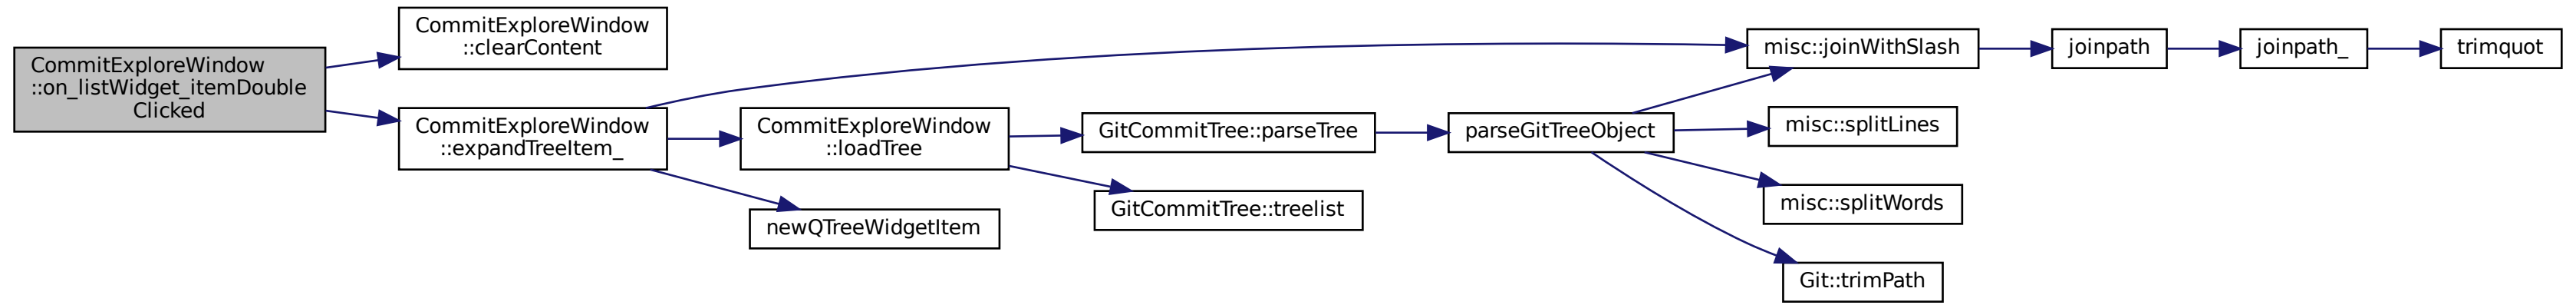 CommitExploreWindow
::on_listWidget_itemDouble
Clicked
CommitExploreWindow
::clearContent
CommitExploreWindow
::expandTreeItem_
CommitExploreWindow
::loadTree
newQTreeWidgetItem
GitCommitTree::parseTree
GitCommitTree::treelist
parseGitTreeObject
misc::joinWithSlash
misc::splitLines
misc::splitWords
Git::trimPath
joinpath
joinpath_
trimquot